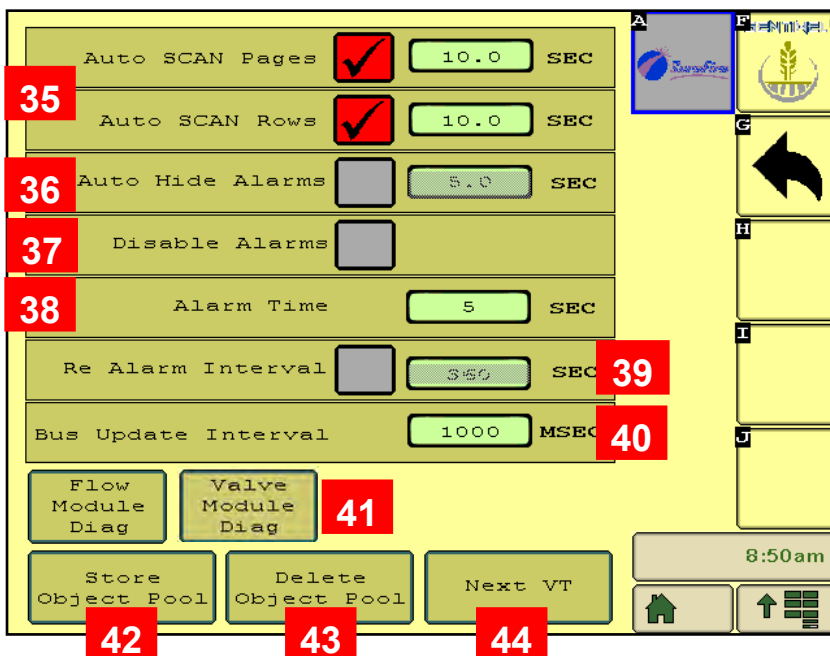 Auto SCAN Pages 10.0 SEC
35
Auto SCAN Rows 10.0 SEC
36
Auto Hide Alarms 5.0 SEC
37
Disable Alarms
38
Alarm Time 5 SEC
Re Alarm Interval 360 SEC
39
Bus Update Interval 1000 MSEC
40
Flow
Module
Diag
Valve
Module
Diag
41
Store
Object Pool
Delete
Object Pool
Next VT
42
43
44
A
SureFire
F
SENTINEL
G
H
I
J
8:50am